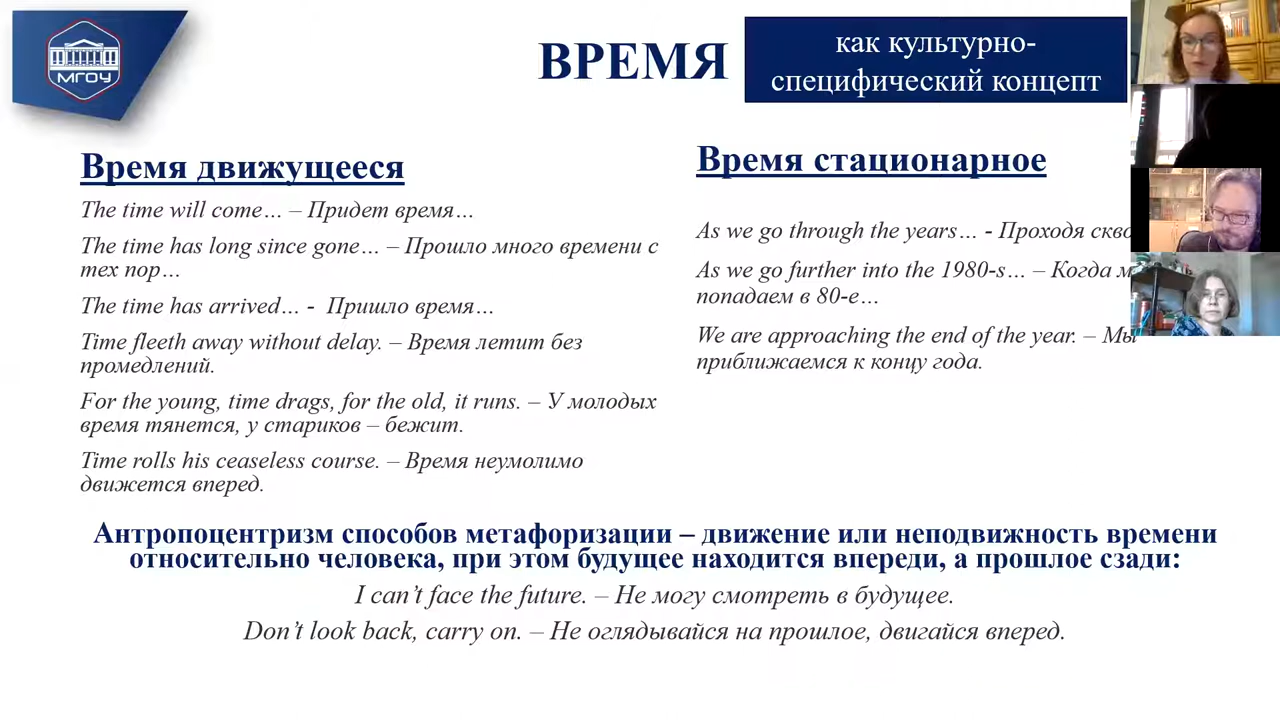 МГОУ
ВРЕМЯ
как культурно-
специфический концепт
Время движущееся
The time will come… – Придет время…
The time has long since gone… – Прошло много времени с
тех пор…
The time has arrived… - Пришло время…
Time fleeth away without delay. – Время летит без
промедлений.
For the young, time drags, for the old, it runs. – У молодых
время тянется, у стариков – бежит.
Time rolls his ceaseless course. – Время неумолимо
движется вперед.
Время стационарное
As we go through the years… - Проходя
As we go further into the 1980-s… – Когда
попадаем в 80-е…
We are approaching the end of the year. – Мы
приближаемся к концу года.
Антропоцентризм способов метафоризации – движение или неподвижность времени
относительно человека, при этом будущее находится впереди, а прошлое сзади:
I can't face the future. – Не могу смотреть в будущее.
Don't look back, carry on. – Не оглядывайся на прошлое, двигайся вперед.